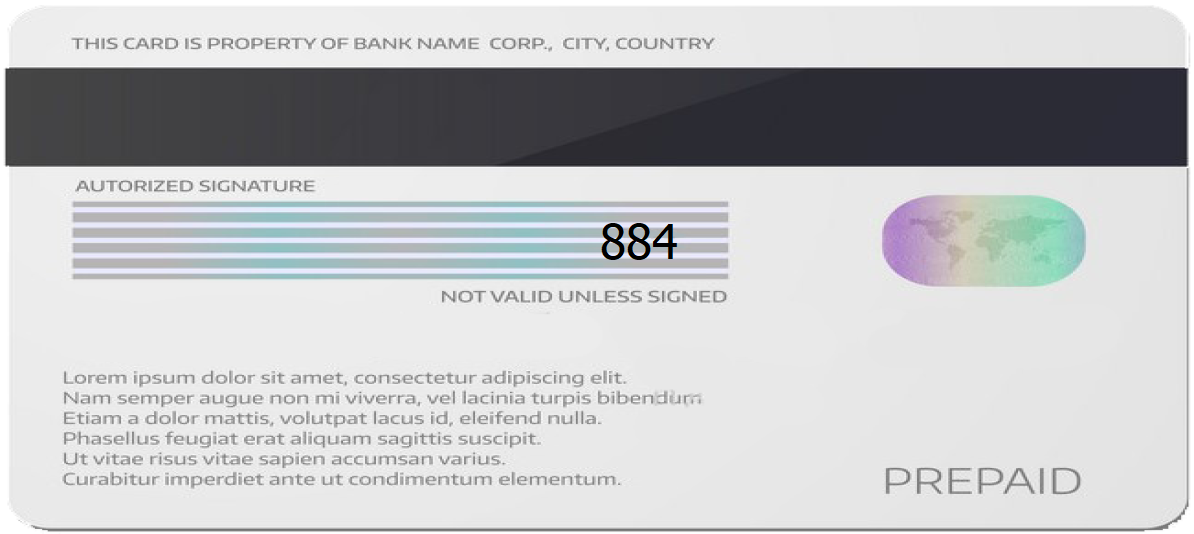 THIS CARD IS PROPERTY OF BANK NAME CORP., CITY, COUNTRY
AUTORIZED SIGNATURE
884
NOT VALID UNLESS SIGNED
Lorem ipsum dolor sit amet, consectetur adipiscing elit.
Nam semper augue non mi viverra, vel lacinia turpis bibendum
Etiam a dolor mattis, volutpat lacus id, eleifend nulla.
Phasellus feugiat erat aliquam sagittis suscipit.
Ut vitae risus vitae sapien accumsan varius.
Curabitur imperdiet ante ut condimentum elementum.
PREPAID